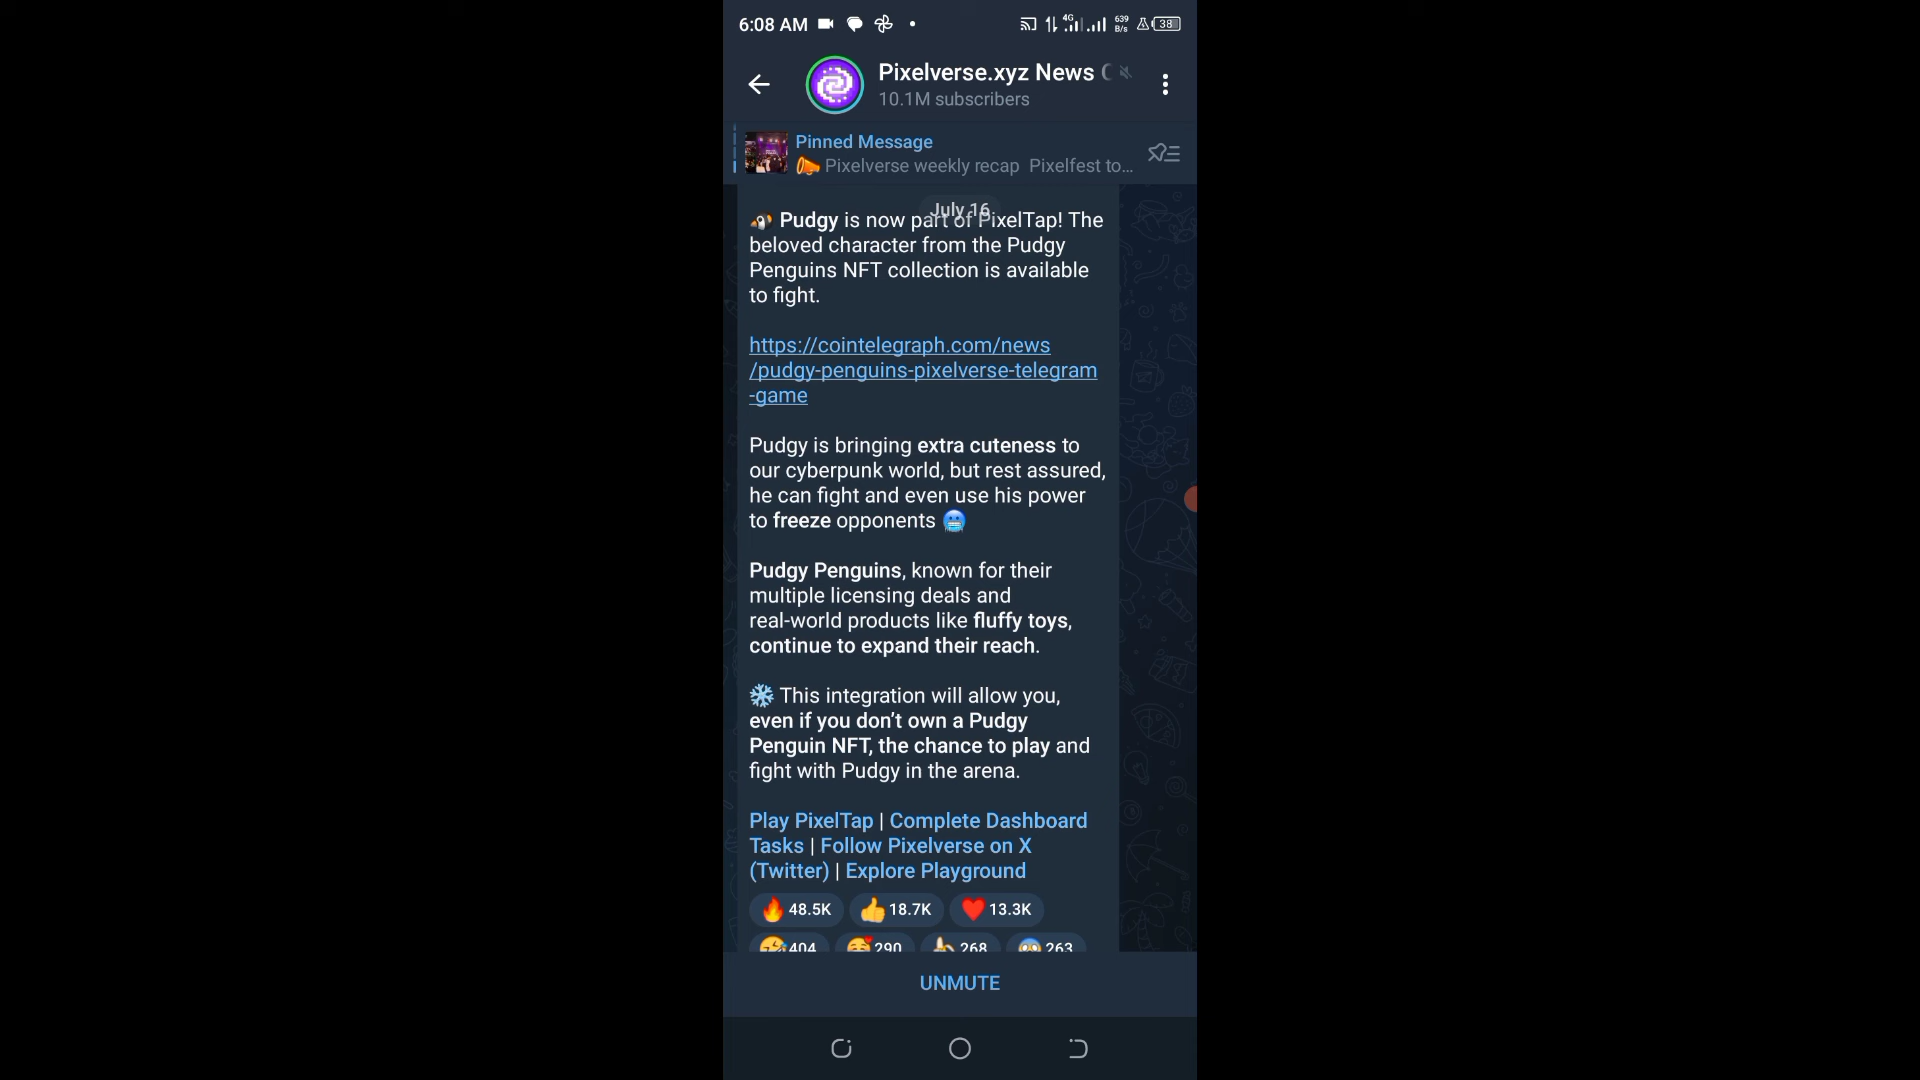 6:08 AM
4G
639
B/s
38
Pixelverse.xyz News
10.1M subscribers
Pinned Message
Pixelverse weekly recap Pixelfest to...
July 16
Pudgy is now part of PixelTap! The
beloved character from the Pudgy
Penguins NFT collection is available
to fight.
https://cointelegraph.com/news
/pudgy-penguins-pixelverse-telegram
-game
Pudgy is bringing extra cuteness to
our cyberpunk world, but rest assured,
he can fight and even use his power
to freeze opponents 🥶
Pudgy Penguins, known for their
multiple licensing deals and
real-world products like fluffy toys,
continue to expand their reach.
❄️ This integration will allow you,
even if you don’t own a Pudgy
Penguin NFT, the chance to play and
fight with Pudgy in the arena.
Play PixelTap | Complete Dashboard
Tasks | Follow Pixelverse on X
(Twitter) | Explore Playground
🔥 48.5K 👍 18.7K ❤️ 13.3K
🤣 404 🥰 290 🍌 268 😱 263
UNMUTE